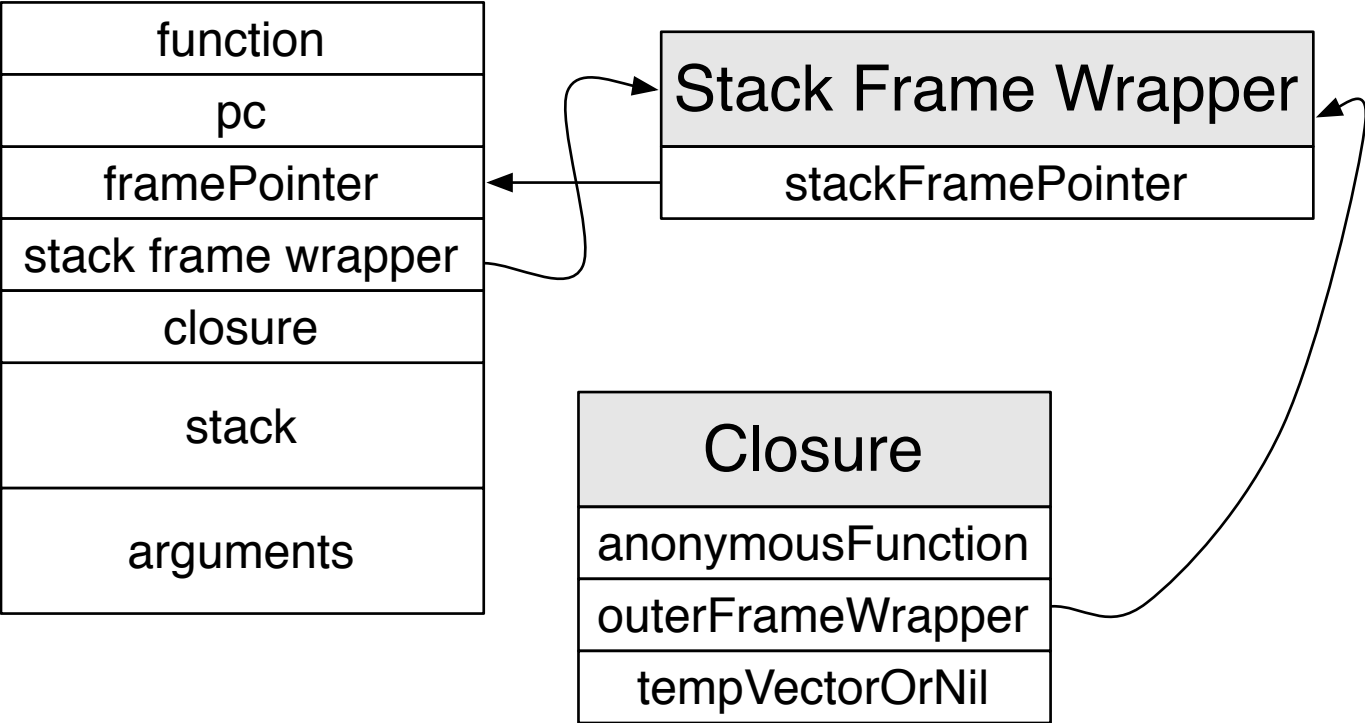 function
pc
framePointer
stack frame wrapper
closure
stack
arguments
Stack Frame Wrapper
stackFramePointer
Closure
anonymousFunction
outerFrameWrapper
tempVectorOrNil